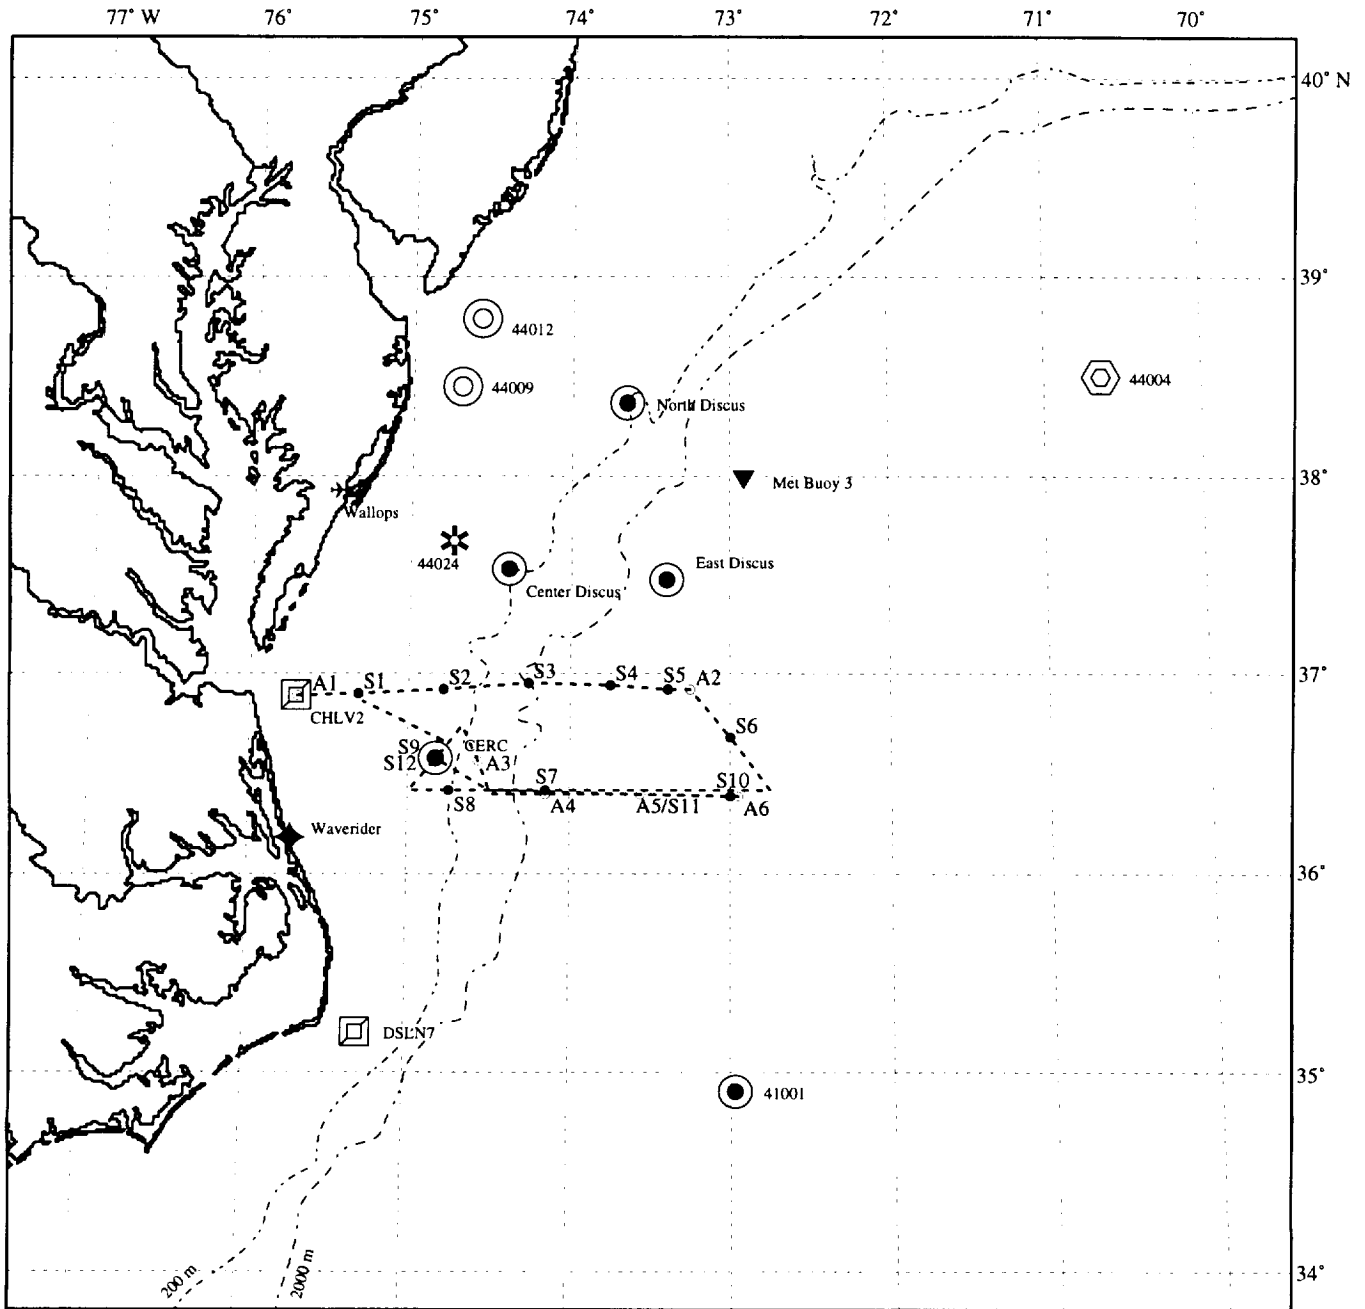 77° W 76° 75° 74° 73° 72° 71° 70°
40° N
39°
44012
44009
44004
North Discus
38°
Met Buoy 3
Wallops
44024
East Discus
Center Discus
37°
A1 S1 S2 S3 S4 S5 A2
CHLV2
S6
S9 CERC
S12 A3
S7 S10
S8 A4 A5/S11 A6
Waverider
36°
DSLN7
35°
41001
34°
200 m
2000 m